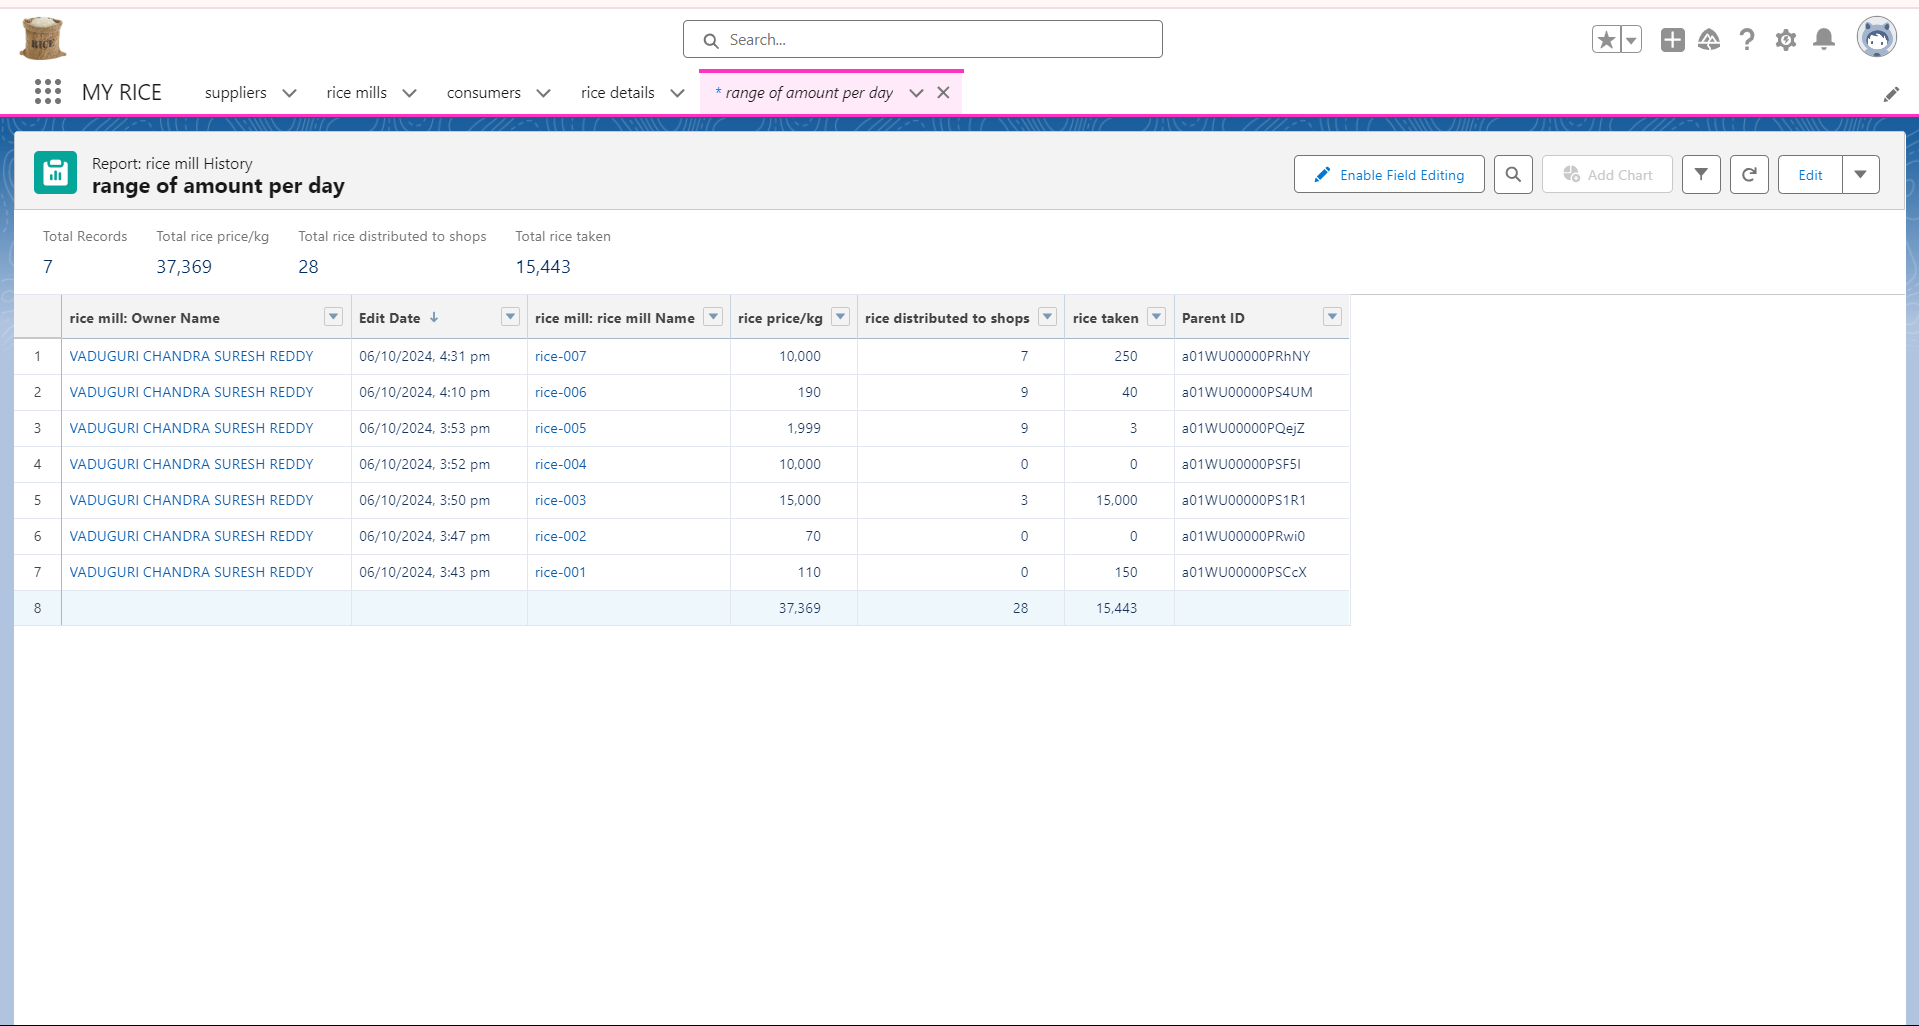 RICE
Search...
MY RICE suppliers rice mills consumers rice details * range of amount per day
Report: rice mill History
range of amount per day
Enable Field Editing Add Chart Edit
Total Records Total rice price/kg Total rice distributed to shops Total rice taken
7 37,369 28 15,443
rice mill: Owner Name Edit Date ↓ rice mill: rice mill Name rice price/kg rice distributed to shops rice taken Parent ID
1 VADUGURI CHANDRA SURESH REDDY 06/10/2024, 4:31 pm rice-007 10,000 7 250 a01WU00000PRhNY
2 VADUGURI CHANDRA SURESH REDDY 06/10/2024, 4:10 pm rice-006 190 9 40 a01WU00000PS4UM
3 VADUGURI CHANDRA SURESH REDDY 06/10/2024, 3:53 pm rice-005 1,999 9 3 a01WU00000PQejZ
4 VADUGURI CHANDRA SURESH REDDY 06/10/2024, 3:52 pm rice-004 10,000 0 0 a01WU00000PSF5I
5 VADUGURI CHANDRA SURESH REDDY 06/10/2024, 3:50 pm rice-003 15,000 3 15,000 a01WU00000PS1R1
6 VADUGURI CHANDRA SURESH REDDY 06/10/2024, 3:47 pm rice-002 70 0 0 a01WU00000PRwi0
7 VADUGURI CHANDRA SURESH REDDY 06/10/2024, 3:43 pm rice-001 110 0 150 a01WU00000PSCcX
8 37,369 28 15,443